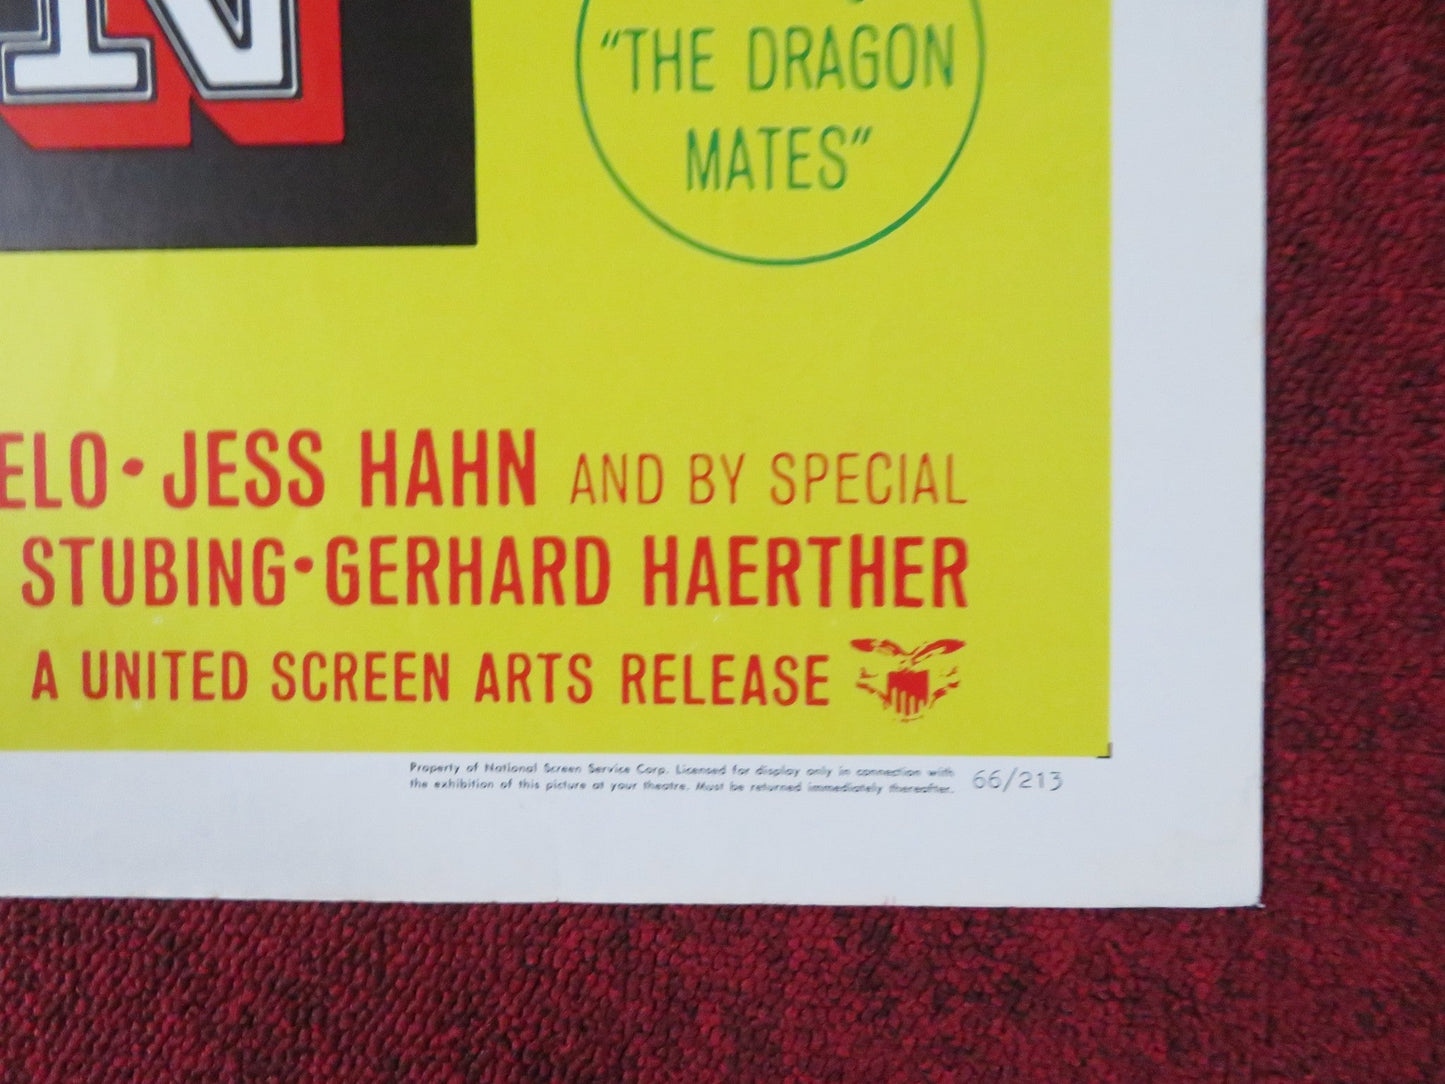 N
"THE DRAGON
MATES"
ELO • JESS HAHN AND BY SPECIAL
STUBING • GERHARD HAERTHER
A UNITED SCREEN ARTS RELEASE
Property of National Screen Service Corp. Licensed for display only in connection with
the exhibition of this picture at your theatre. Must be returned immediately thereafter.
66/213